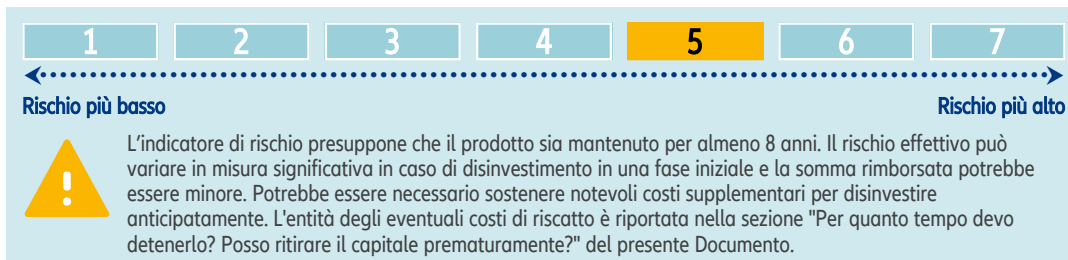 1 2 3 4 5 6 7
Rischio più basso Rischio più alto
L'indicatore di rischio presuppone che il prodotto sia mantenuto per almeno 8 anni. Il rischio effettivo può
variare in misura significativa in caso di disinvestimento in una fase iniziale e la somma rimborsata potrebbe
essere minore. Potrebbe essere necessario sostenere notevoli costi supplementari per disinvestire
anticipatamente. L'entità degli eventuali costi di riscatto è riportata nella sezione "Per quanto tempo devo
detenerlo? Posso ritirare il capitale prematuramente?" del presente Documento.